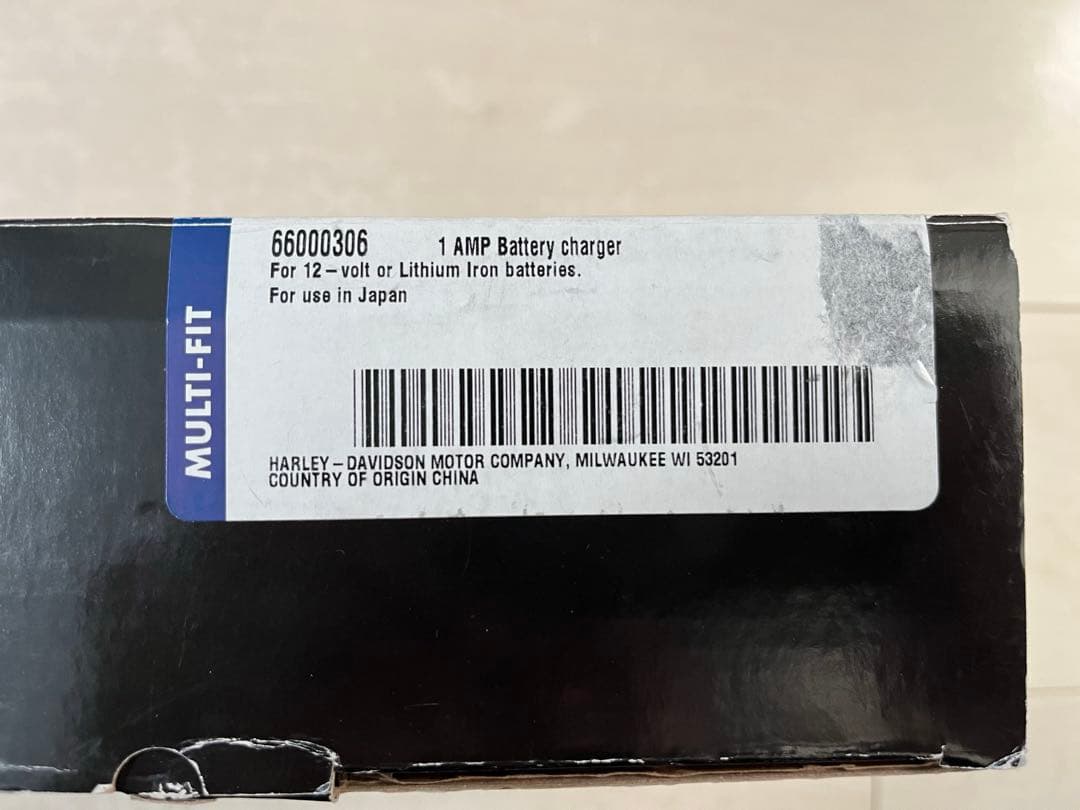 MULTI-FIT
66000306 1 AMP Battery charger
For 12-volt or Lithium Iron batteries.
For use in Japan
HARLEY-DAVIDSON MOTOR COMPANY, MILWAUKEE WI 53201
COUNTRY OF ORIGIN CHINA